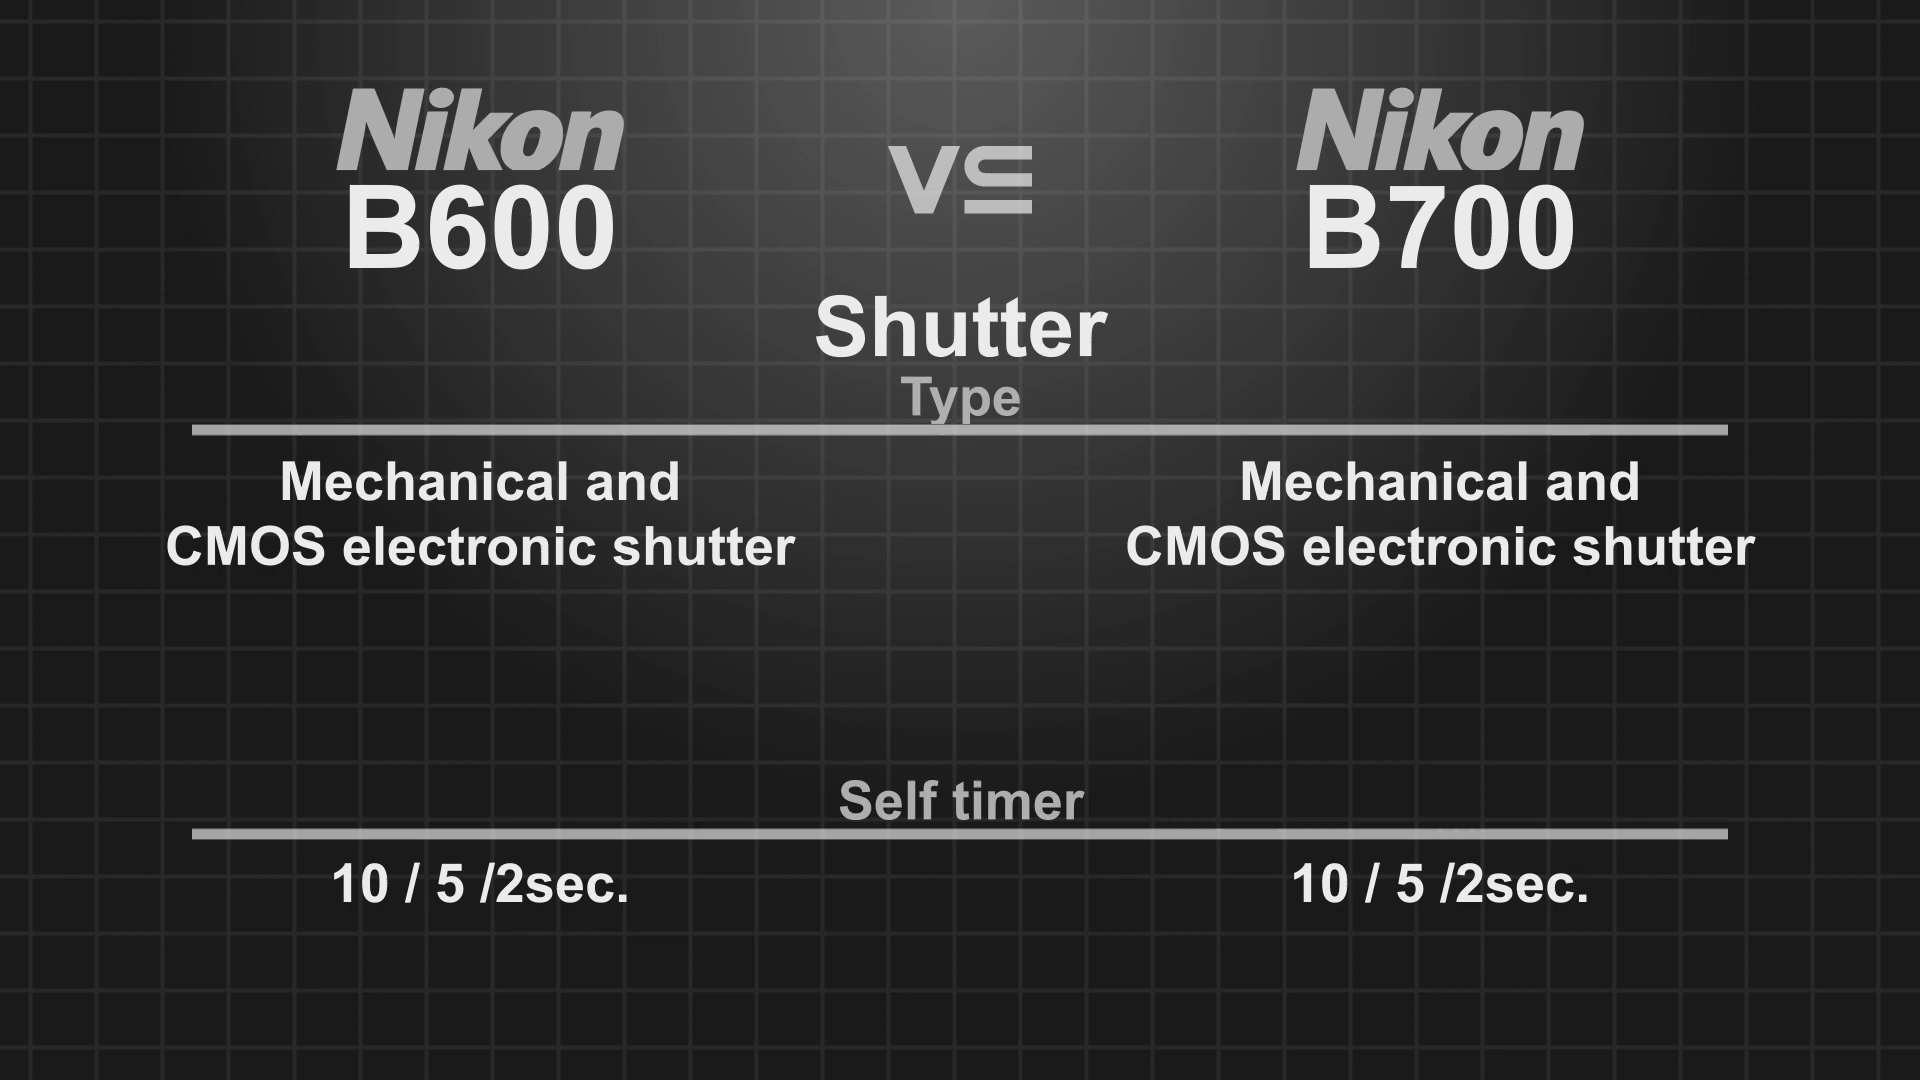 Nikon VS Nikon
B600 B700
Shutter
Type
Mechanical and Mechanical and
CMOS electronic shutter CMOS electronic shutter
Self timer
10 / 5 /2sec. 10 / 5 /2sec.